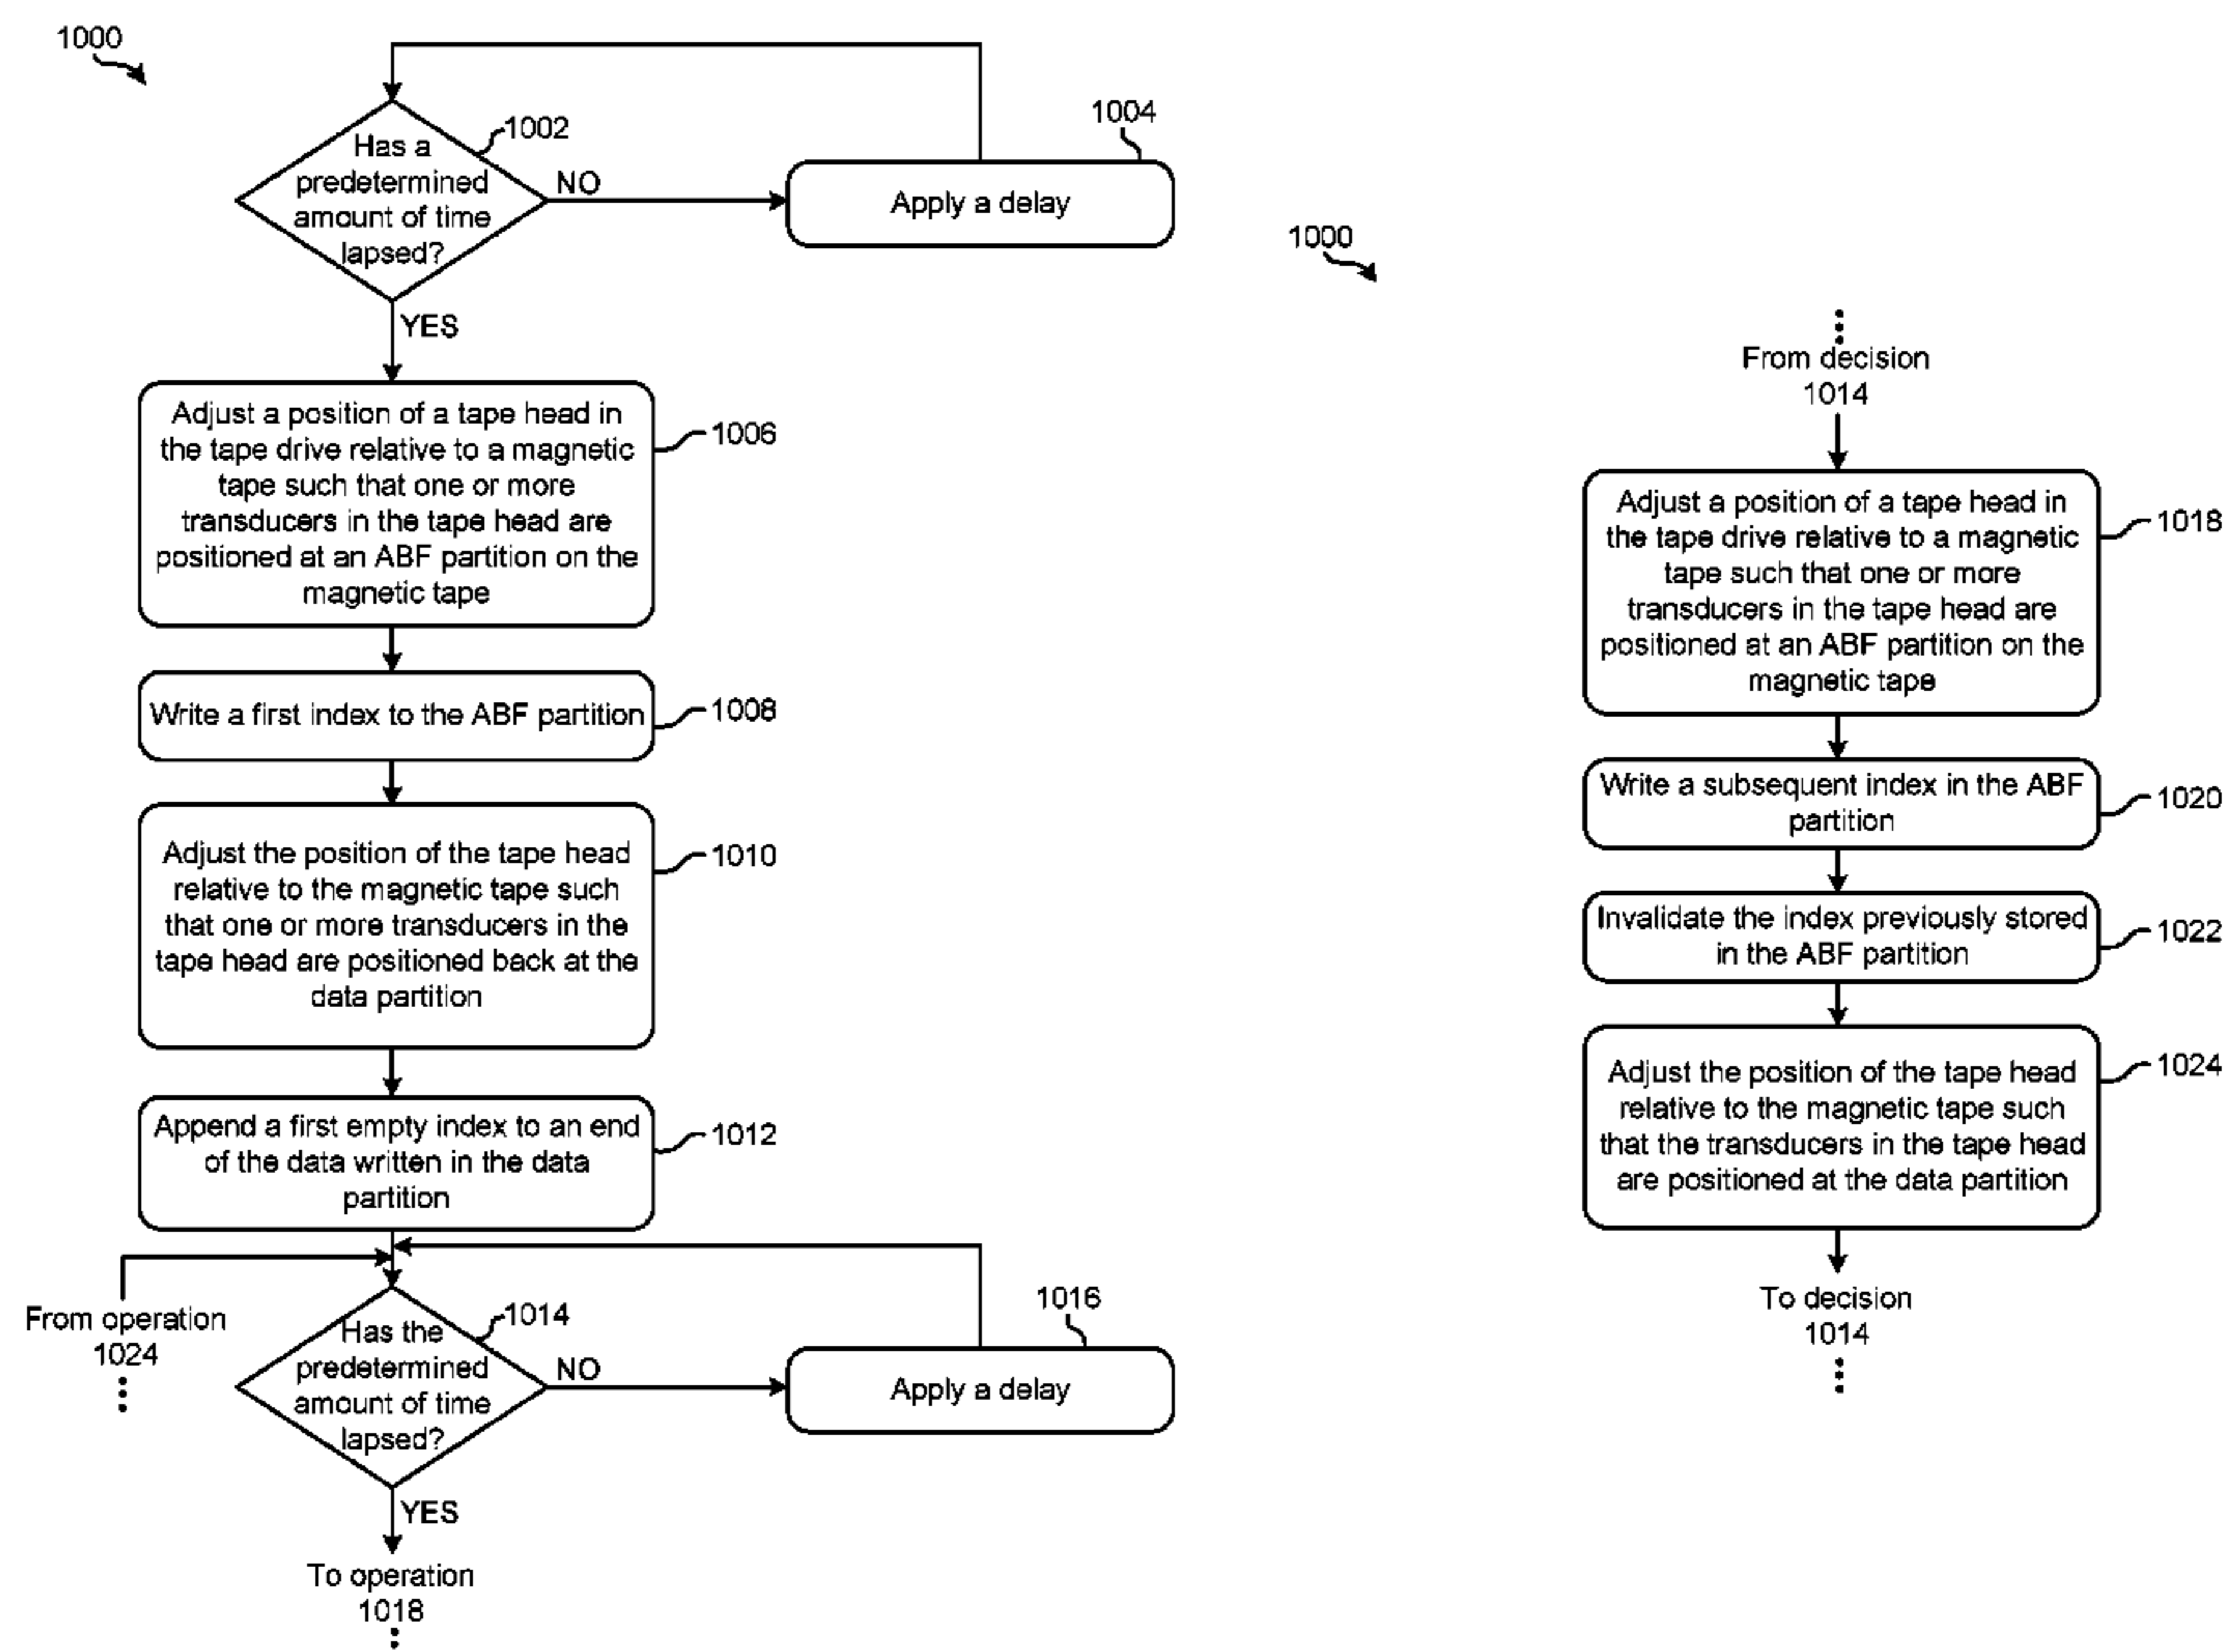 1000
1002
Has a
predetermined
amount of time
lapsed?
NO
1004
Apply a delay
YES
Adjust a position of a tape head in
the tape drive relative to a magnetic
tape such that one or more
transducers in the tape head are
positioned at an ABF partition on the
magnetic tape
1006
Write a first index to the ABF partition
1008
Adjust the position of the tape head
relative to the magnetic tape such
that one or more transducers in the
tape head are positioned back at the
data partition
1010
Append a first empty index to an end
of the data written in the data
partition
1012
From operation
1024
1014
Has the
predetermined
amount of time
lapsed?
NO
1016
Apply a delay
YES
To operation
1018
1000
From decision
1014
Adjust a position of a tape head in
the tape drive relative to a magnetic
tape such that one or more
transducers in the tape head are
positioned at an ABF partition on the
magnetic tape
1018
Write a subsequent index in the ABF
partition
1020
Invalidate the index previously stored
in the ABF partition
1022
Adjust the position of the tape head
relative to the magnetic tape such
that the transducers in the tape head
are positioned at the data partition
1024
To decision
1014